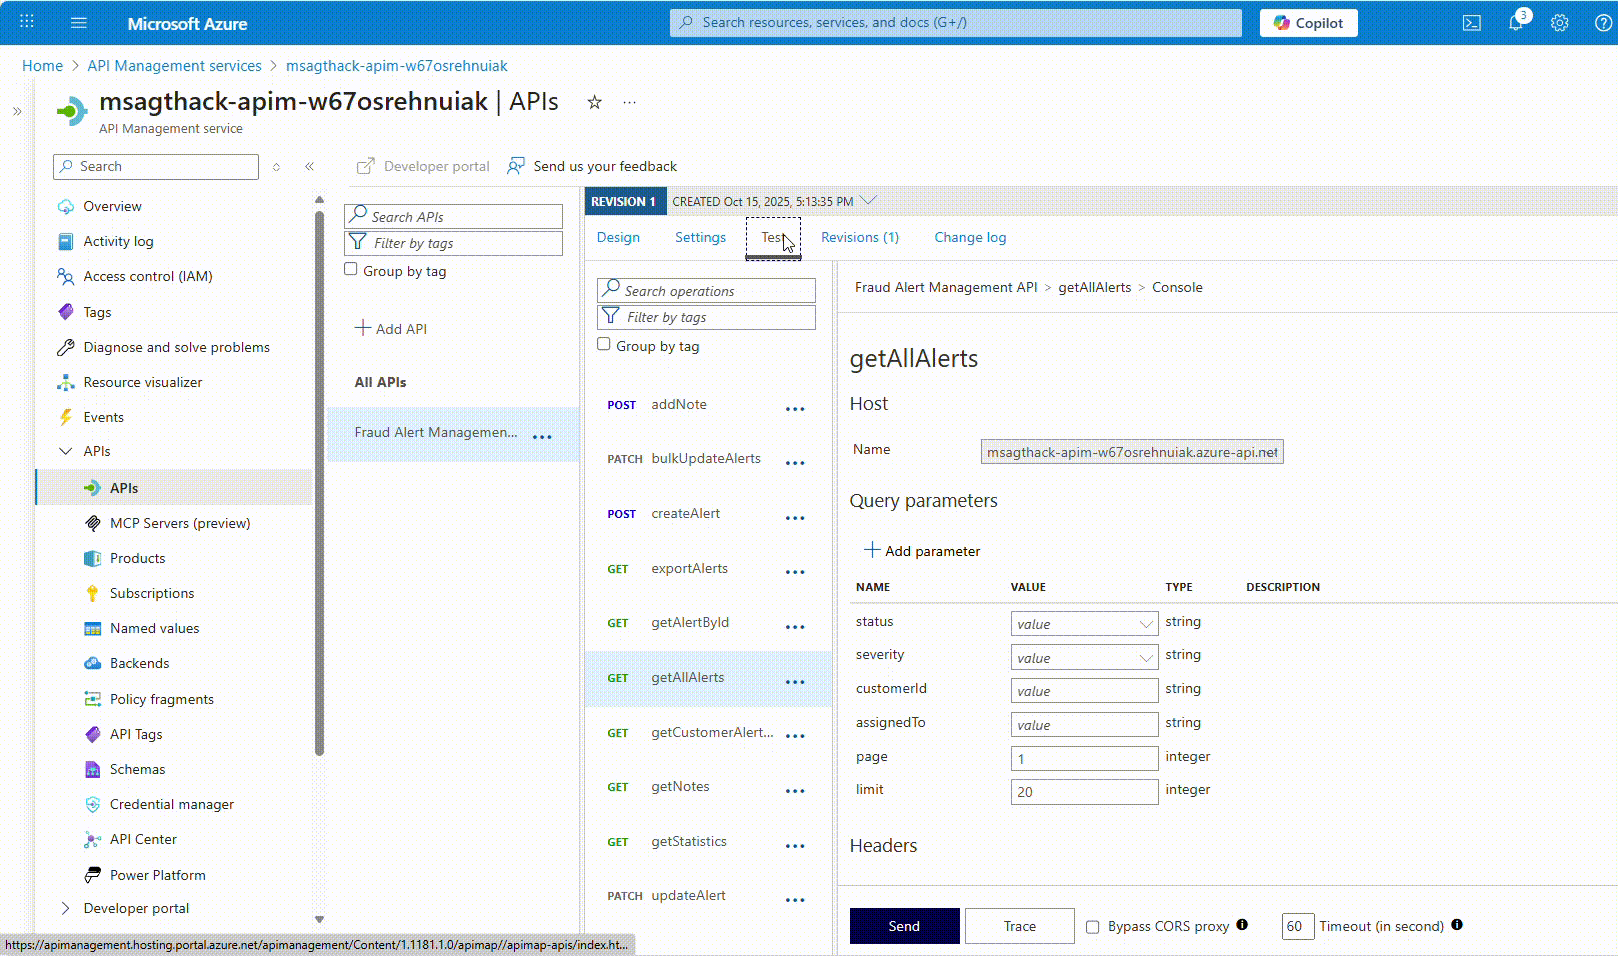 Microsoft Azure
Search resources, services, and docs (G+/)
Copilot
3
Home > API Management services > msagthack-apim-w67osrehnuiak
msagthack-apim-w67osrehnuiak | APIs
API Management service
Search
Overview
Activity log
Access control (IAM)
Tags
Diagnose and solve problems
Resource visualizer
Events
APIs
APIs
MCP Servers (preview)
Products
Subscriptions
Named values
Backends
Policy fragments
API Tags
Schemas
Credential manager
API Center
Power Platform
Developer portal
https://apimanagement.hosting.portal.azure.net/apimanagement/Content/1.1181.1.0/apimap//apimap-apis/index.ht...
Developer portal
Send us your feedback
Search APIs
Filter by tags
Group by tag
Add API
All APIs
Fraud Alert Managemen...
REVISION 1 CREATED Oct 15, 2025, 5:13:35 PM
Design Settings Test Revisions (1) Change log
Search operations
Filter by tags
Group by tag
POST addNote
PATCH bulkUpdateAlerts
POST createAlert
GET exportAlerts
GET getAlertById
GET getAllAlerts
GET getCustomerAlert...
GET getNotes
GET getStatistics
PATCH updateAlert
Fraud Alert Management API > getAllAlerts > Console
getAllAlerts
Host
Name msagthack-apim-w67osrehnuiak.azure-api.net
Query parameters
Add parameter
NAME VALUE TYPE DESCRIPTION
status value string
severity value string
customerId value string
assignedTo value string
page 1 integer
limit 20 integer
Headers
Send Trace Bypass CORS proxy 60 Timeout (in second)